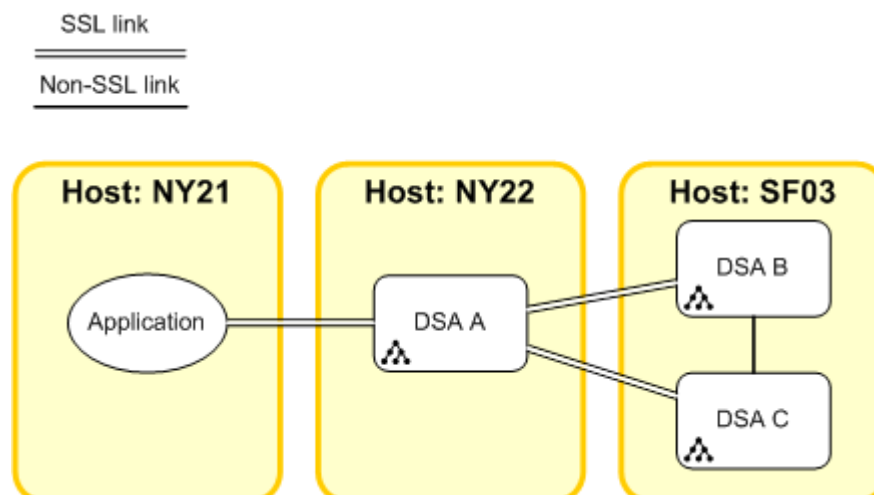 SSL link
Non-SSL link
Host: NY21
Host: NY22
Host: SF03
Application
DSA A
DSA B
DSA C